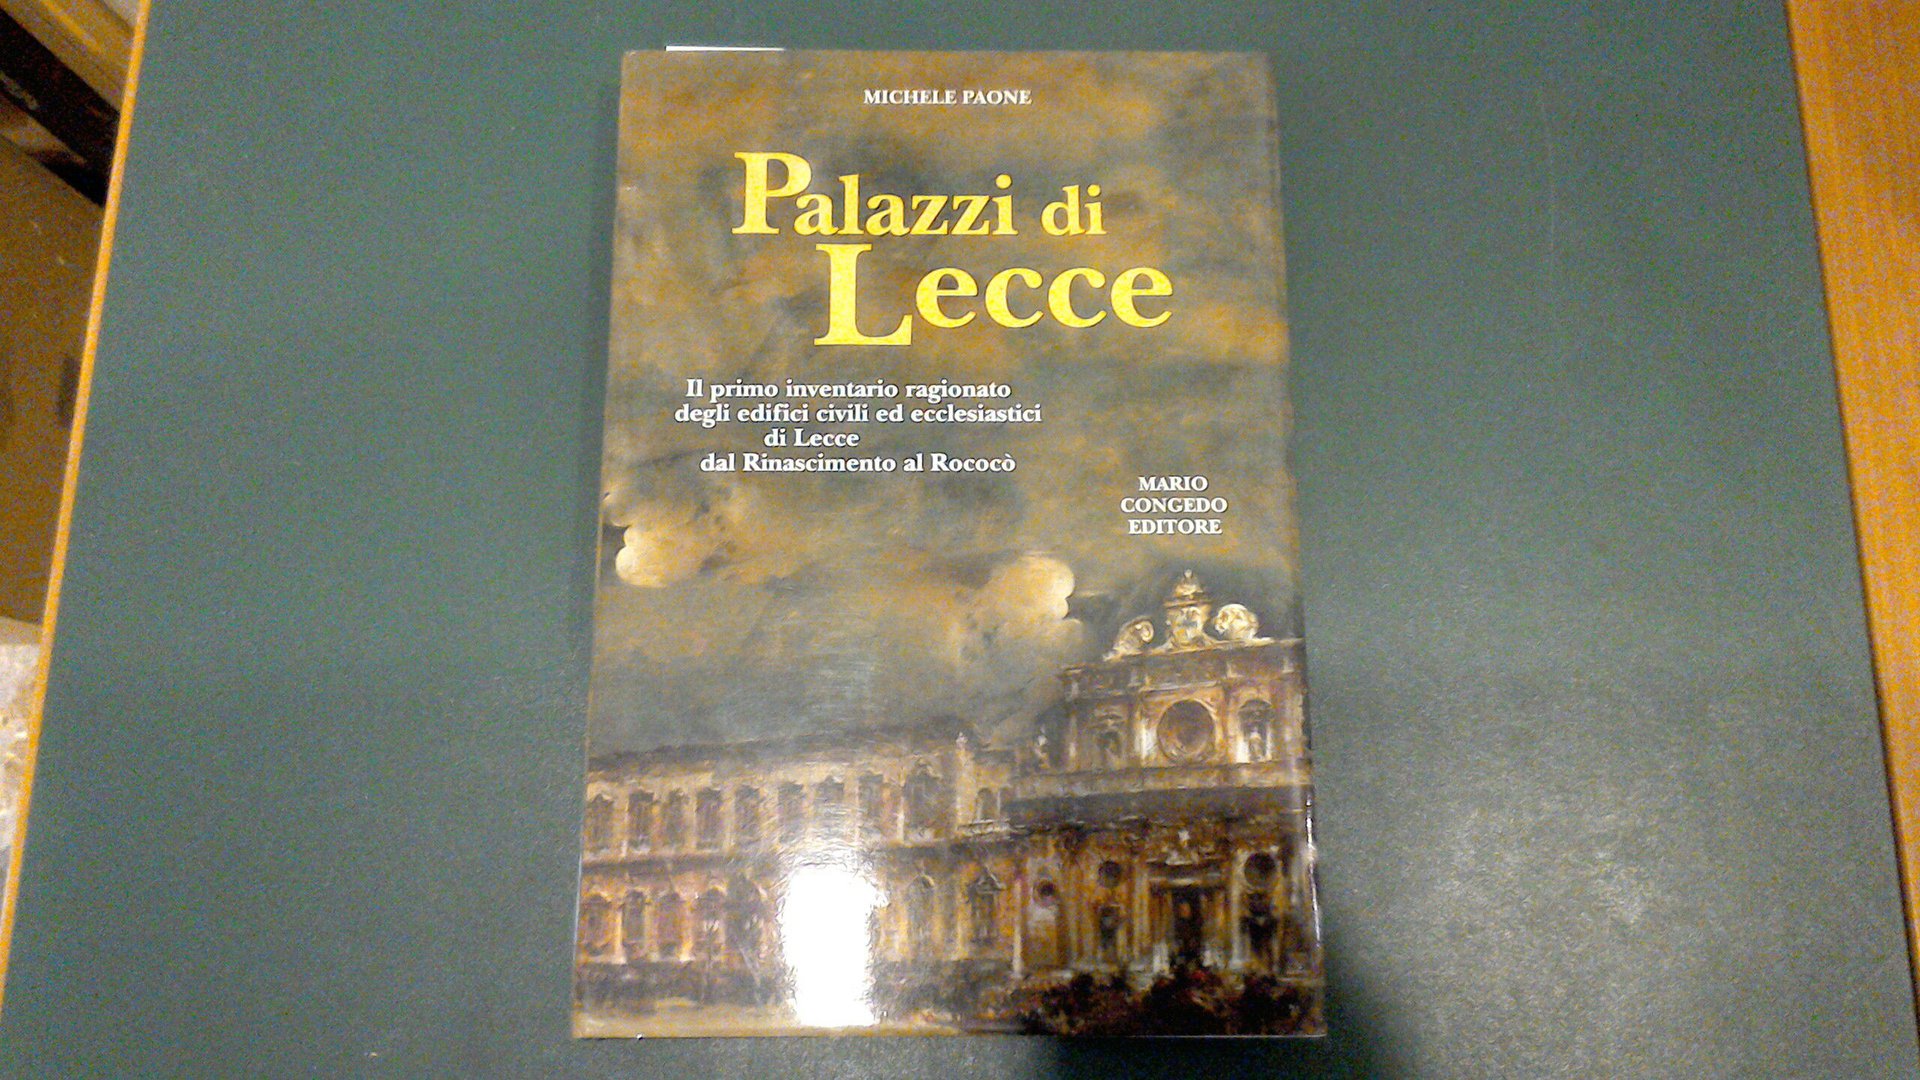 MICHELE PAONE
Palazzi di
Lecce
Il primo inventario ragionato
degli edifici civili ed ecclesiastici
di Lecce
dal Rinascimento al Rococò
MARIO
CONGEDO
EDITORE